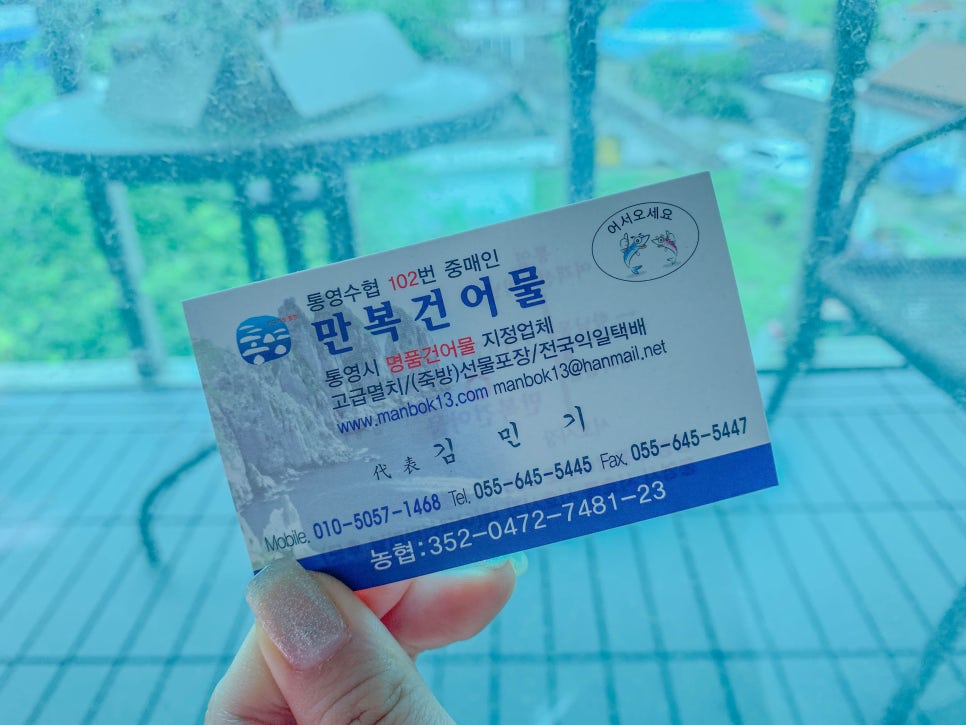 어서오세요
통영수협 102번 중매인
만복건어물
통영시 명품건어물 지정업체
고급멸치/(죽방)선물포장/전국익일택배
www.manbok13.com manbok13@hanmail.net
代表 김 민 기
Mobile. 010-5057-1468 Tel. 055-645-5445 Fax. 055-645-5447
농협:352-0472-7481-23